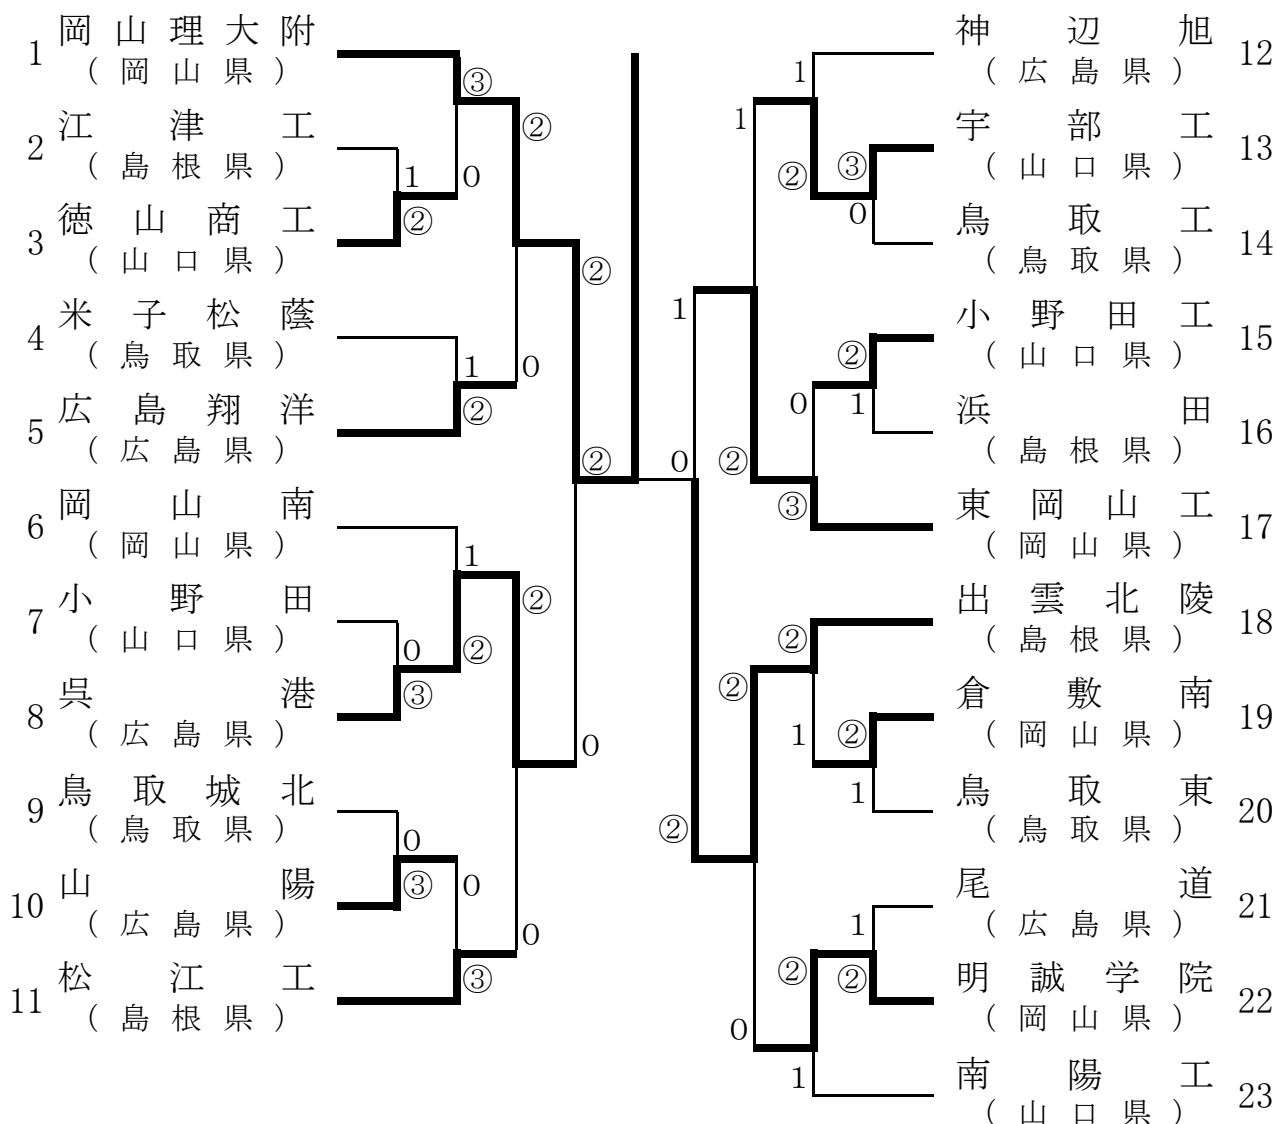 1 岡山理大附
(岡山県)
③
②
2 江津工
(島根県)
1
0
3 徳山商工
(山口県)
②
②
4 米子松蔭
(鳥取県)
1
0
5 広島翔洋
(広島県)
②
②
6 岡山南
(岡山県)
1
②
7 小野田
(山口県)
0
②
8 呉港
(広島県)
③
0
9 鳥取城北
(鳥取県)
0
10 山陽
(広島県)
③
0
0
11 松江工
(島根県)
③
神辺旭 12
(広島県)
1
1
宇部工 13
(山口県)
③
②
鳥取工 14
(鳥取県)
0
1
小野田工 15
(山口県)
②
0
浜田 16
(島根県)
1
0
②
東岡山工 17
(岡山県)
③
出雲北陵 18
(島根県)
②
②
倉敷南 19
(岡山県)
②
1
鳥取東 20
(鳥取県)
1
②
尾道 21
(広島県)
1
明誠学院 22
(岡山県)
②
②
0
南陽工 23
(山口県)
1